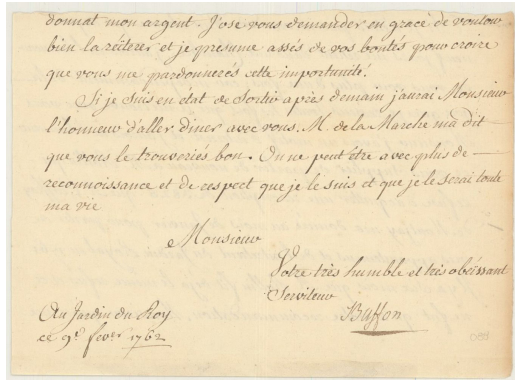 donnat mon argent. J'ose vous demander en grace de vouloir
bien la réïterer et je présume assés de vos bontés pour croire
que vous me pardonnerés cette importunité.
Si je suis en état de Sortir après demain j'aurai Monsieur
l'honneur d'aller diner avec vous. M. de la Marche m'a dit
que vous le trouveriés bon. On ne peut être avec plus de
reconnoissance et de respect que je le suis et que je le serai toute
ma vie
Monsieur
Votre très humble et très obéissant
Serviteur
Buffon
Au Jardin du Roy
ce 9e fevr. 1762